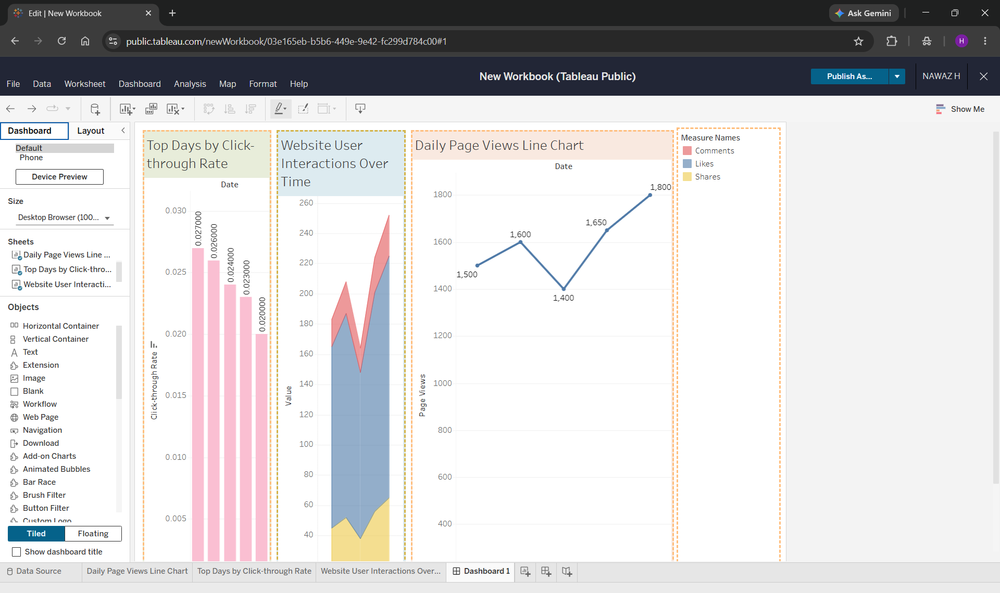 Edit | New Workbook
Ask Gemini
public.tableau.com/newWorkbook/03e165eb-b5b6-449e-9e42-fc299d784c00#1
H
New Workbook (Tableau Public)
Publish As...
NAWAZ H
File
Data
Worksheet
Dashboard
Analysis
Map
Format
Help
Show Me
Dashboard
Layout
Default
Phone
Device Preview
Size
Desktop Browser (100...
Sheets
Daily Page Views Line ...
Top Days by Click-thro...
Website User Interacti...
Objects
Horizontal Container
Vertical Container
Text
Extension
Image
Blank
Workflow
Web Page
Navigation
Download
Add-on Charts
Animated Bubbles
Bar Race
Brush Filter
Button Filter
Custom Logo
Tiled
Floating
Show dashboard title
Top Days by Click-
through Rate
Date
Click-through Rate
0.030
0.025
0.020
0.015
0.010
0.005
0.027000
0.026000
0.024000
0.023000
0.020000
Website User
Interactions Over
Time
Value
260
240
220
200
180
160
140
120
100
80
60
40
Daily Page Views Line Chart
Date
Page Views
1800
1600
1400
1200
1000
800
600
400
1,500
1,600
1,400
1,650
1,800
Measure Names
Comments
Likes
Shares
Data Source
Daily Page Views Line Chart
Top Days by Click-through Rate
Website User Interactions Over...
Dashboard 1